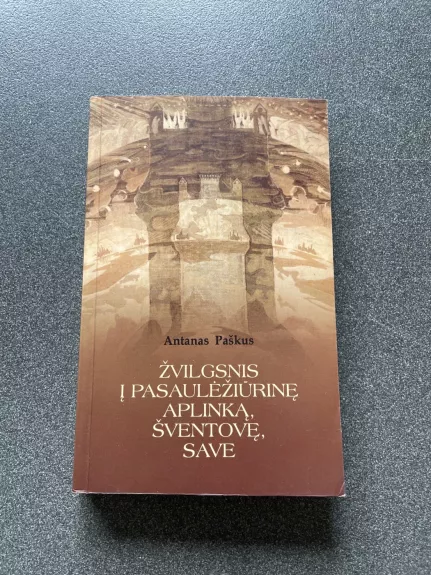 Antanas Paškus
ŽVILGSNIS
Į PASAULĖŽIŪRINĘ
APLINKĄ,
ŠVENTOVĘ,
SAVE